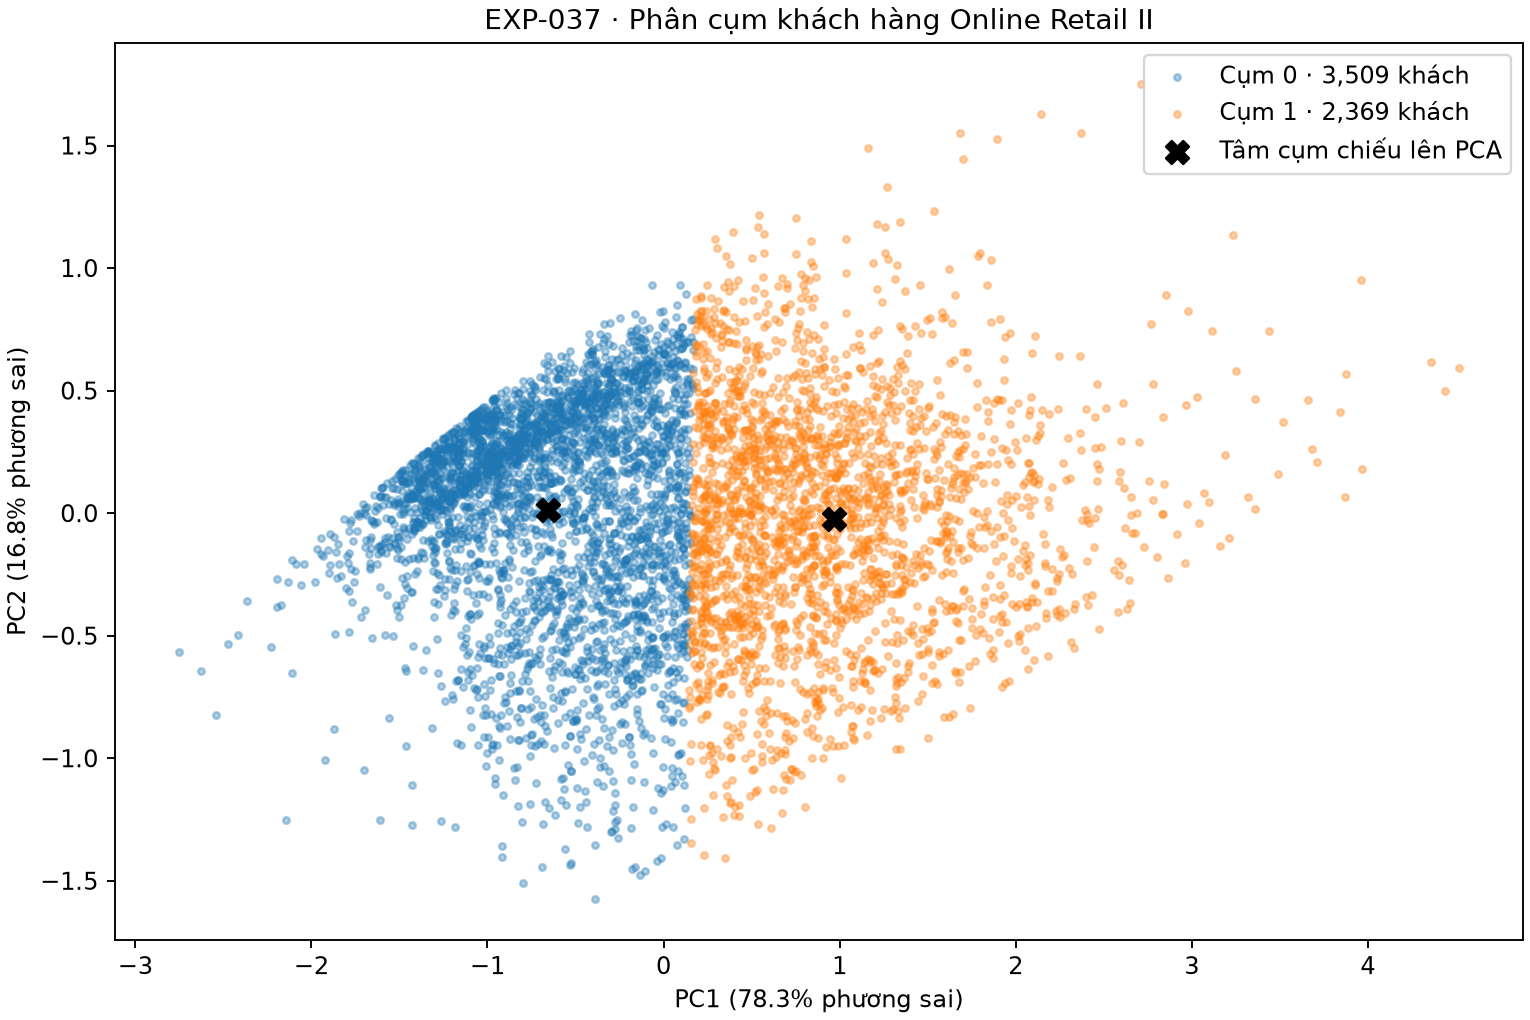 EXP-037 · Phân cụm khách hàng Online Retail II
Cụm 0 · 3,509 khách
Cụm 1 · 2,369 khách
Tâm cụm chiếu lên PCA
PC2 (16.8% phương sai)
1.5
1.0
0.5
0.0
−0.5
−1.0
−1.5
−3 −2 −1 0 1 2 3 4
PC1 (78.3% phương sai)